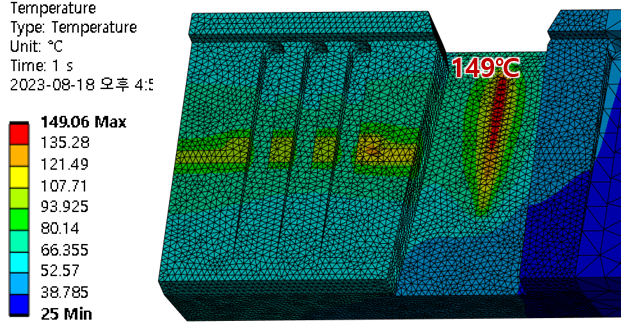 Temperature
Type: Temperature
Unit: °C
Time: 1 s
2023-08-18 오후 4:5
149.06 Max
135.28
121.49
107.71
93.925
80.14
66.355
52.57
38.785
25 Min
149℃